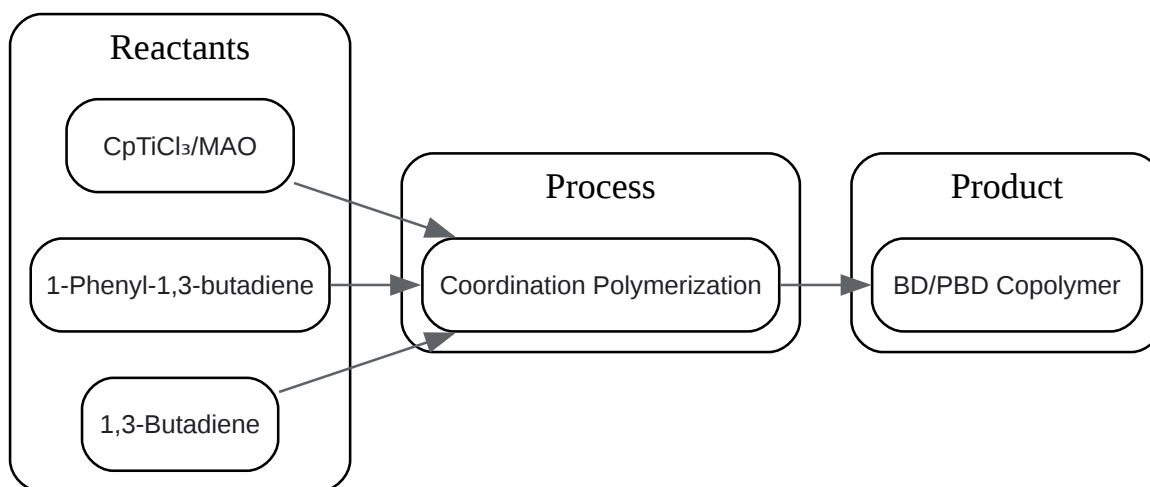 Reactants
CpTiCl₃/MAO
1-Phenyl-1,3-butadiene
1,3-Butadiene
Process
Coordination Polymerization
Product
BD/PBD Copolymer